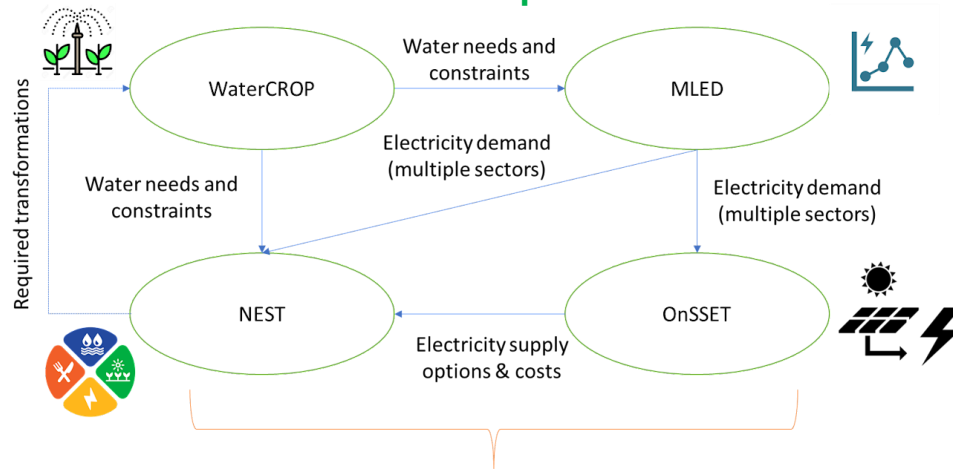 Required transformations
WaterCROP
Water needs and
constraints
MLED
Electricity demand
(multiple sectors)
Water needs and
constraints
Electricity demand
(multiple sectors)
NEST
OnSSET
Electricity supply
options & costs